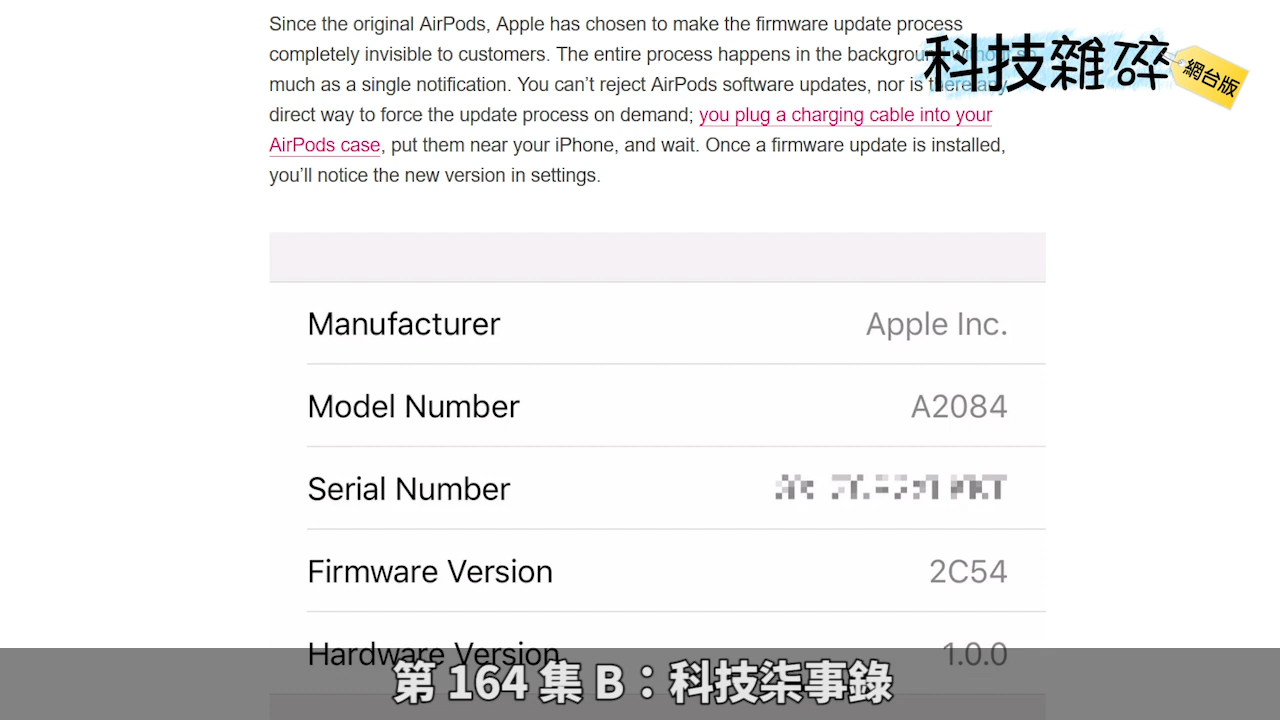 Since the original AirPods, Apple has chosen to make the firmware update process
completely invisible to customers. The entire process happens in the background without so
much as a single notification. You can’t reject AirPods software updates, nor is there any
direct way to force the update process on demand; you plug a charging cable into your
AirPods case, put them near your iPhone, and wait. Once a firmware update is installed,
you’ll notice the new version in settings.
科技雜碎
網台版
Manufacturer Apple Inc.
Model Number A2084
Serial Number
Firmware Version 2C54
Hardware Version 1.0.0
第 164 集 B：科技柒事錄